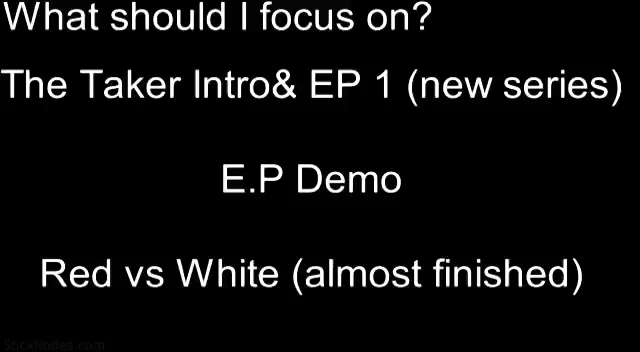 What should I focus on?
The Taker Intro& EP 1 (new series)
E.P Demo
Red vs White (almost finished)
StickNodes.com